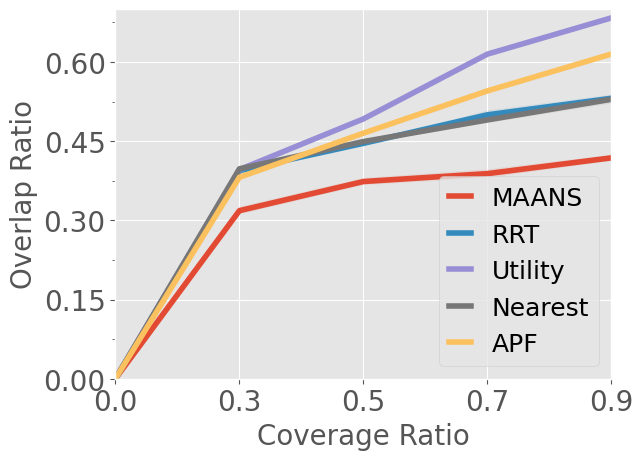 0.60
0.45
0.30
0.15
0.00
Overlap Ratio
MAANS
RRT
Utility
Nearest
APF
0.0 0.3 0.5 0.7 0.9
Coverage Ratio